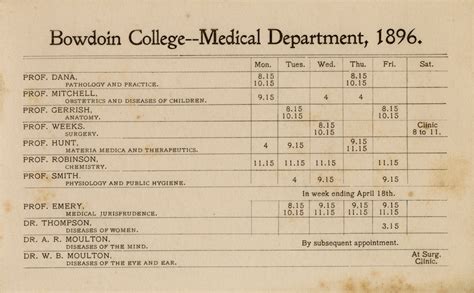 Bowdoin College--Medical Department, 1896.
Mon. Tues. Wed. Thu. Fri. Sat.
PROF. DANA, 8.15 8.15
PATHOLOGY AND PRACTICE. 10.15 10.15
PROF. MITCHELL, 9.15 4 4
OBSTETRICS AND DISEASES OF CHILDREN.
PROF. GERRISH, 8.15 8.15
ANATOMY. 10.15 10.15
PROF. WEEKS, 8.15 Clinic
SURGERY. 10.15 8 to 11.
PROF. HUNT, 4 9.15 9.15
MATERIA MEDICA AND THERAPEUTICS. 9.15
PROF. ROBINSON, 11.15 11.15 11.15 11.15 11.15
CHEMISTRY.
PROF. SMITH, 4 9.15 9.15
PHYSIOLOGY AND PUBLIC HYGIENE.
In week ending April 18th.
PROF. EMERY, 8.15 8.15 8.15 9.15 9.15
MEDICAL JURISPRUDENCE. 10.15 11.15 11.15 11.15 11.15
DR. THOMPSON, 3.15
DISEASES OF WOMEN.
DR. A. R. MOULTON, By subsequent appointment.
DISEASES OF THE MIND.
DR. W. B. MOULTON, At Surg.
DISEASES OF THE EYE AND EAR. Clinic.